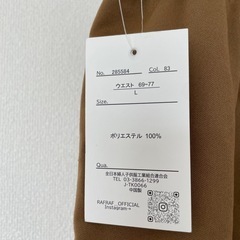 No. 285584 Col. 83
ウエスト 69-77
L
Size.
ポリエステル 100%
Qua.
全日本婦人子供服工業組合連合会
TEL 03-3866-1299
J-TK0066
中国製
RAFRAF_OFFICIAL
Instagram→